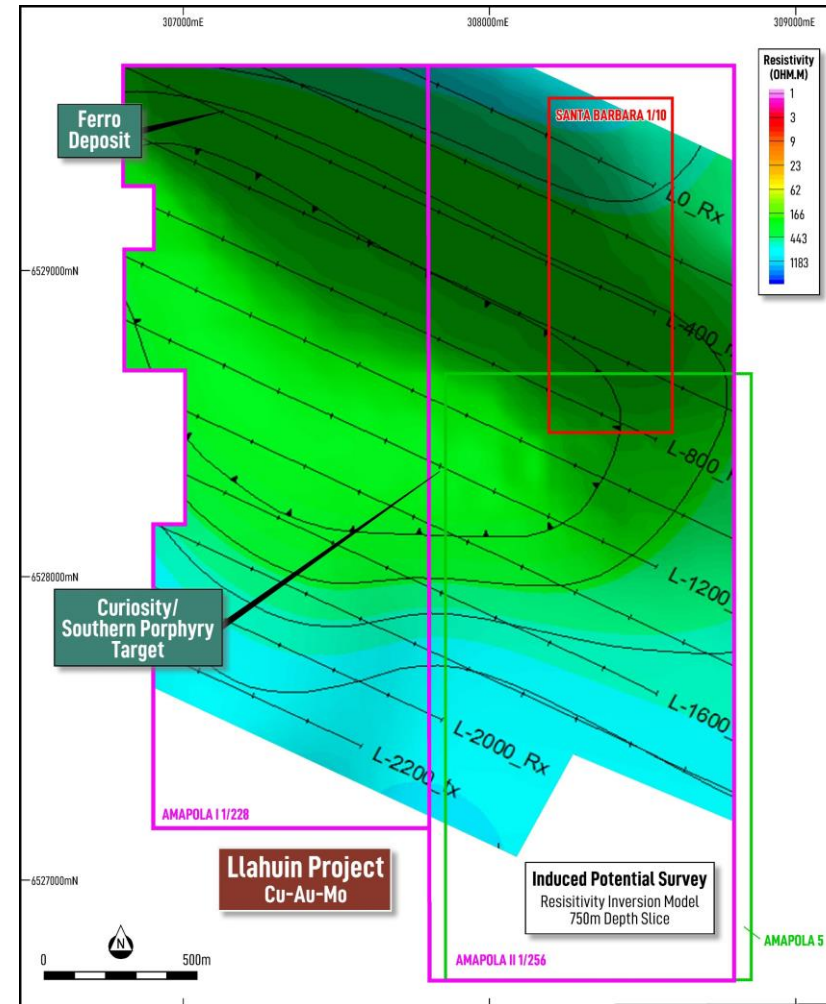 307000mE
308000mE
309000mE
Resistivity
(OHM.M)
1
3
9
23
62
166
443
1183
Ferro
Deposit
SANTA BARBARA 1/10
L0_Rx
6529000mN
L-400_
L-800_
Curiosity/
Southern Porphyry
Target
6528000mN
L-1200_
L-1600_
L-2000_Rx
L-2200_tx
AMAPOLA I 1/228
Llahuin Project
Cu-Au-Mo
Induced Potential Survey
Resisitivity Inversion Model
750m Depth Slice
6527000mN
AMAPOLA 5
AMAPOLA II 1/256
N
0
500m